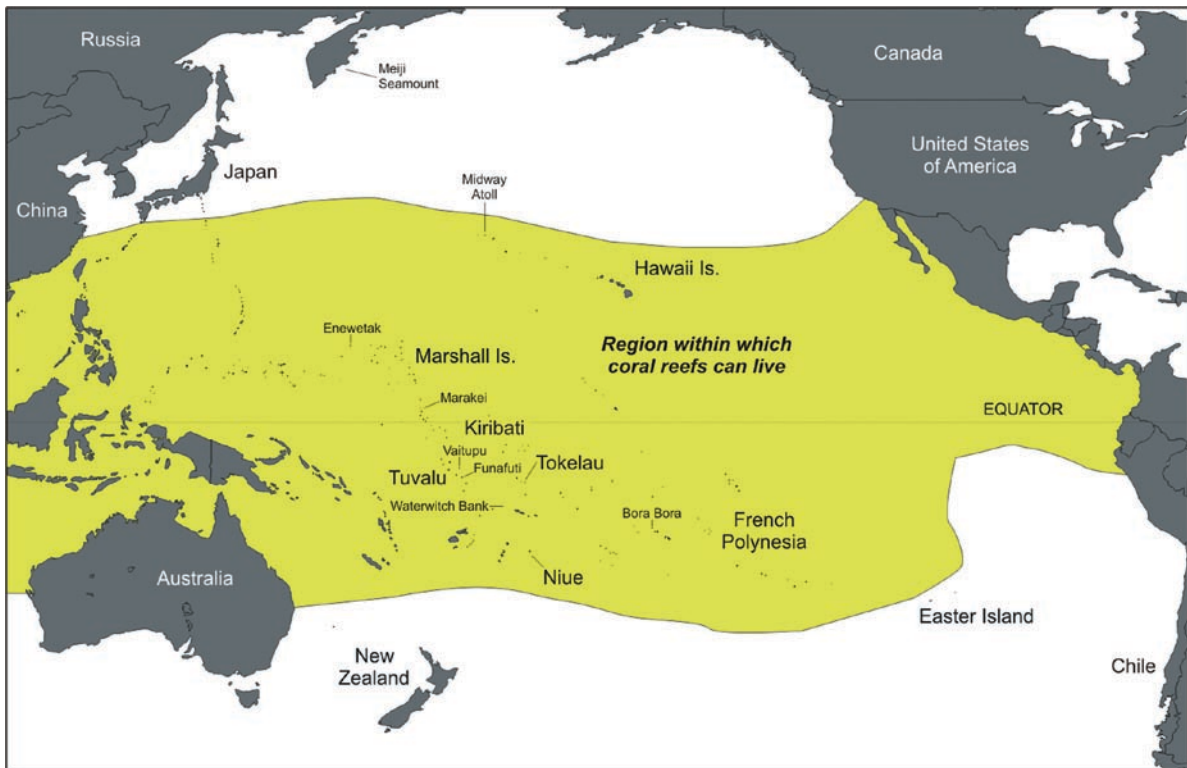 Russia
Canada
Meiji
Seamount
United States
of America
Japan
Midway
Atoll
China
Hawaii Is.
Enewetak
Region within which
coral reefs can live
Marshall Is.
Marakei
EQUATOR
Kiribati
Vaitupu
Funafuti
Tokelau
Tuvalu
Waterwitch Bank
Bora Bora
French
Polynesia
Australia
Niue
Easter Island
New
Zealand
Chile